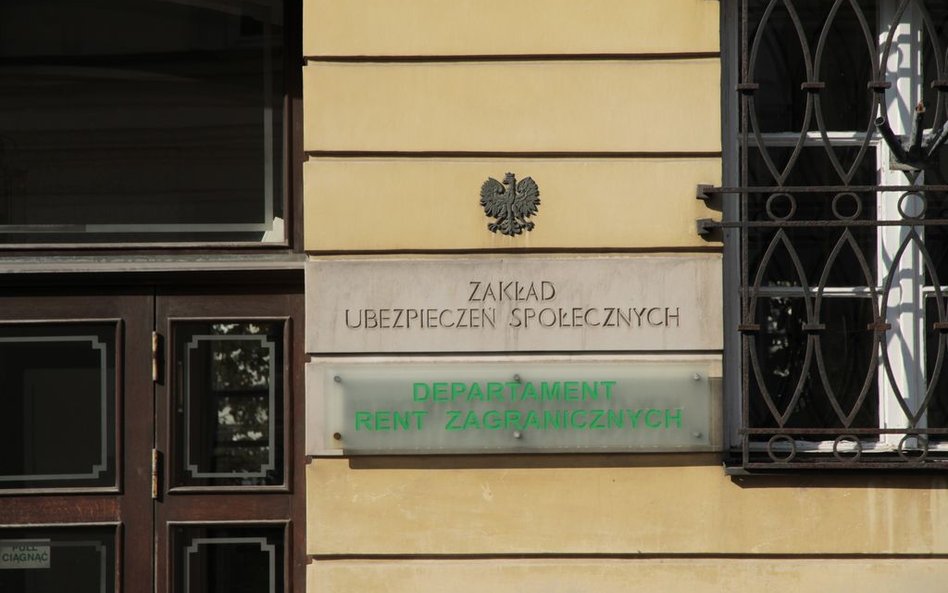 ZAKŁAD
UBEZPIECZEŃ SPOŁECZNYCH
DEPARTAMENT
RENT ZAGRANICZNYCH
PULL
CIĄGNĄĆ